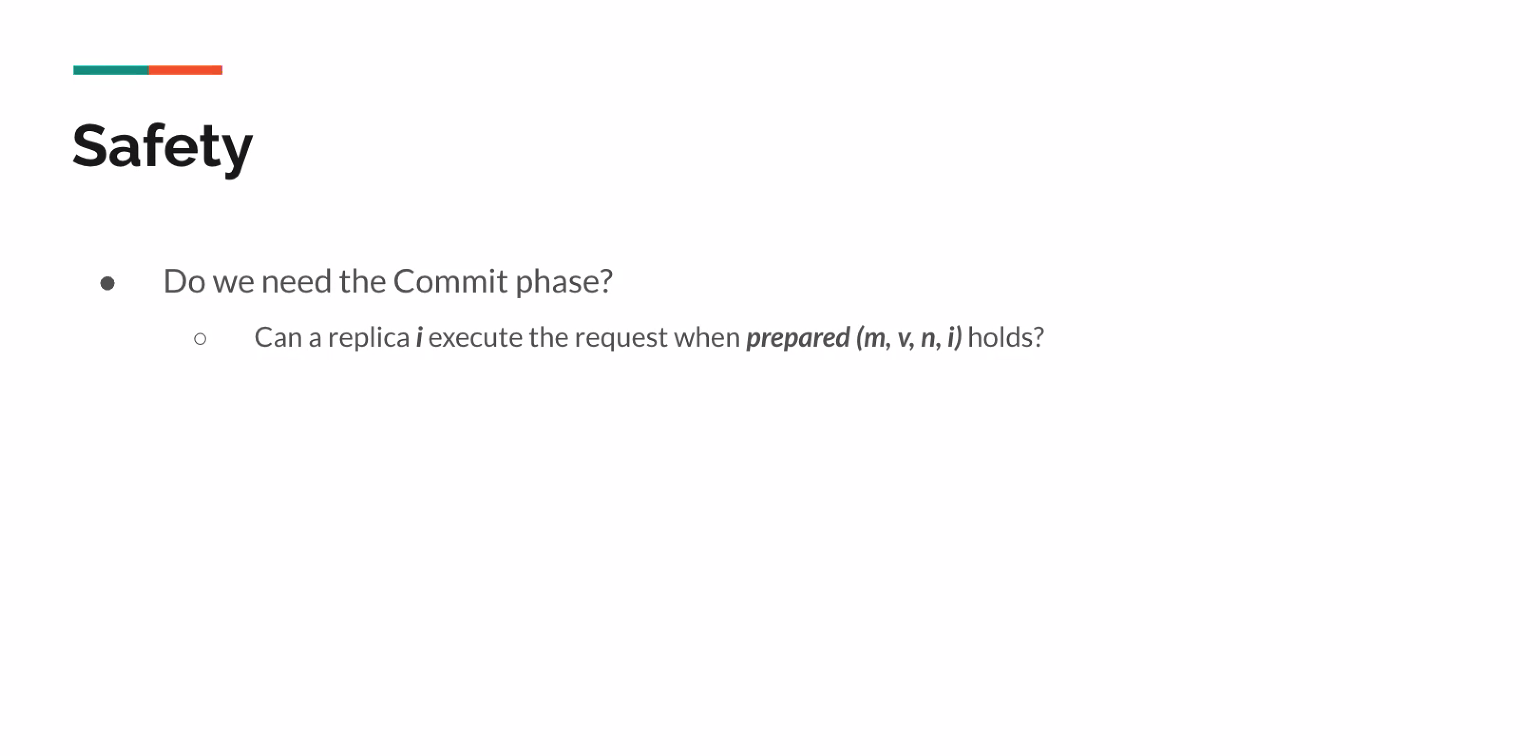 Safety
● Do we need the Commit phase?
○ Can a replica i execute the request when prepared (m, v, n, i) holds?